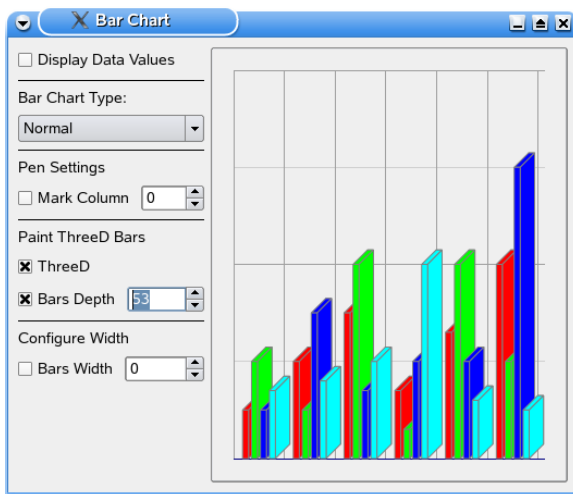 Bar Chart
Display Data Values
Bar Chart Type:
Normal
Pen Settings
Mark Column 0
Paint ThreeD Bars
ThreeD
Bars Depth 53
Configure Width
Bars Width 0